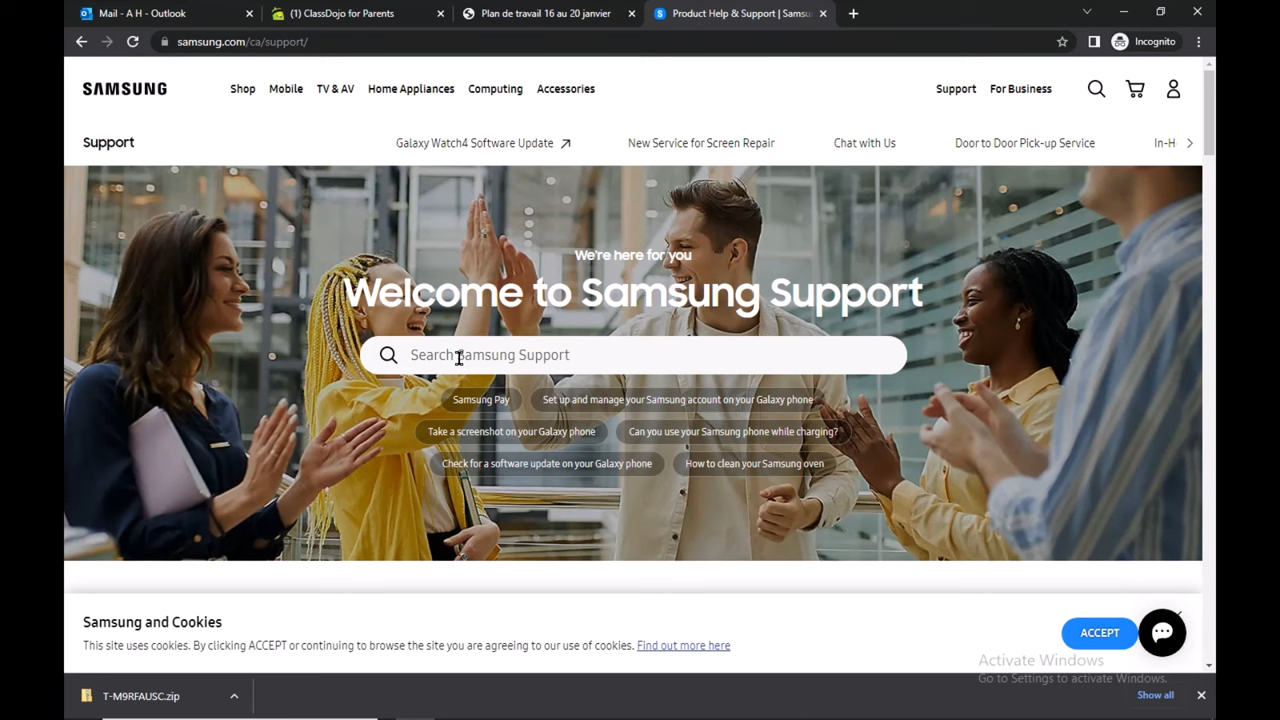 Mail - A H - Outlook
(1) ClassDojo for Parents
Plan de travail 16 au 20 janvier
Product Help & Support | Samsu
samsung.com/ca/support/
Incognito
SAMSUNG
Shop
Mobile
TV & AV
Home Appliances
Computing
Accessories
Support
For Business
Support
Galaxy Watch4 Software Update
New Service for Screen Repair
Chat with Us
Door to Door Pick-up Service
In-H
We're here for you
Welcome to Samsung Support
Search Samsung Support
Samsung Pay
Set up and manage your Samsung account on your Galaxy phone
Take a screenshot on your Galaxy phone
Can you use your Samsung phone while charging?
Check for a software update on your Galaxy phone
How to clean your Samsung oven
Samsung and Cookies
This site uses cookies. By clicking ACCEPT or continuing to browse the site you are agreeing to our use of cookies. Find out more here
ACCEPT
Activate Windows
Go to Settings to activate Windows.
T-M9RFAUSC.zip
Show all